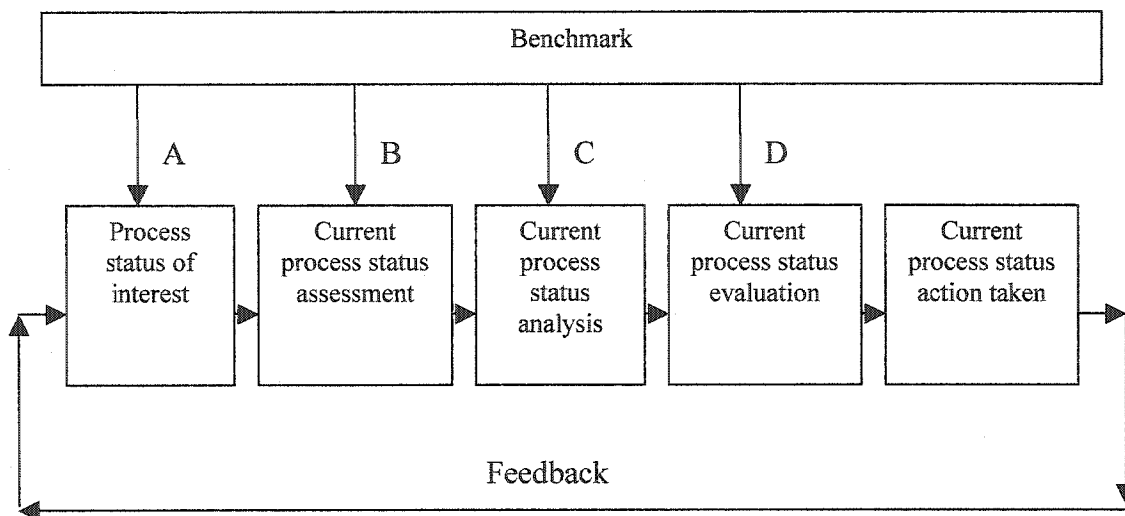 Benchmark
A
B
C
D
Process
status of
interest
Current
process status
assessment
Current
process
status
analysis
Current
process status
evaluation
Current
process status
action taken
Feedback